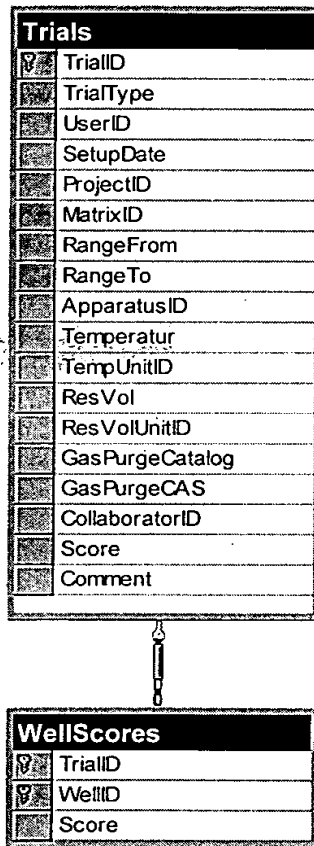 Trials
TrialID
TrialType
UserID
SetupDate
ProjectID
MatrixID
RangeFrom
RangeTo
ApparatusID
Temperatur
TempUnitID
ResVol
ResVolUnitID
GasPurgeCatalog
GasPurgeCAS
CollaboratorID
Score
Comment
WellScores
TrialID
WellID
Score